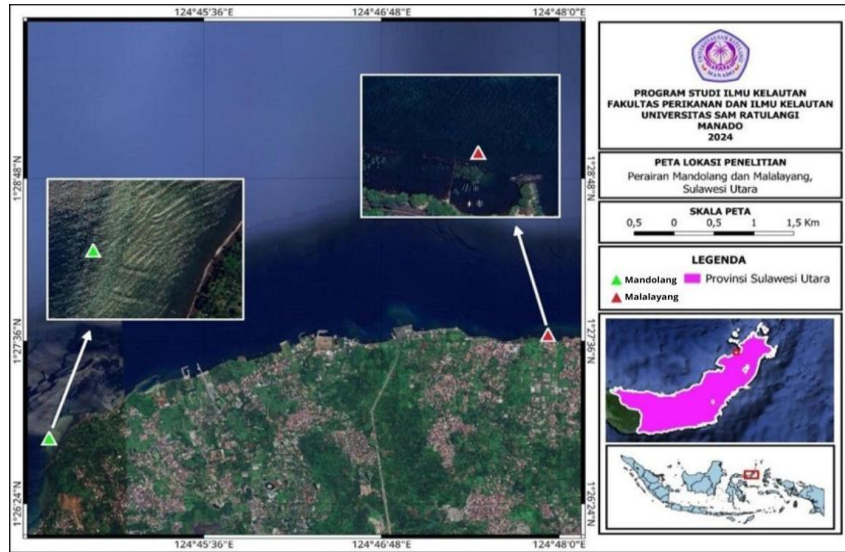 124°45'36"E 124°46'48"E 124°48'0"E
1°28'48"N
1°27'36"N
1°26'24"N
1°28'48"N
1°27'36"N
1°26'24"N
124°45'36"E 124°46'48"E 124°48'0"E
UNIVERSITAS SAM RATULANGI
MANADO
PROGRAM STUDI ILMU KELAUTAN
FAKULTAS PERIKANAN DAN ILMU KELAUTAN
UNIVERSITAS SAM RATULANGI
MANADO
2024
PETA LOKASI PENELITIAN
Perairan Mandolang dan Malalayang,
Sulawesi Utara
SKALA PETA
0,5 0 0,5 1 1,5 Km
LEGENDA
Mandolang Provinsi Sulawesi Utara
Malalayang